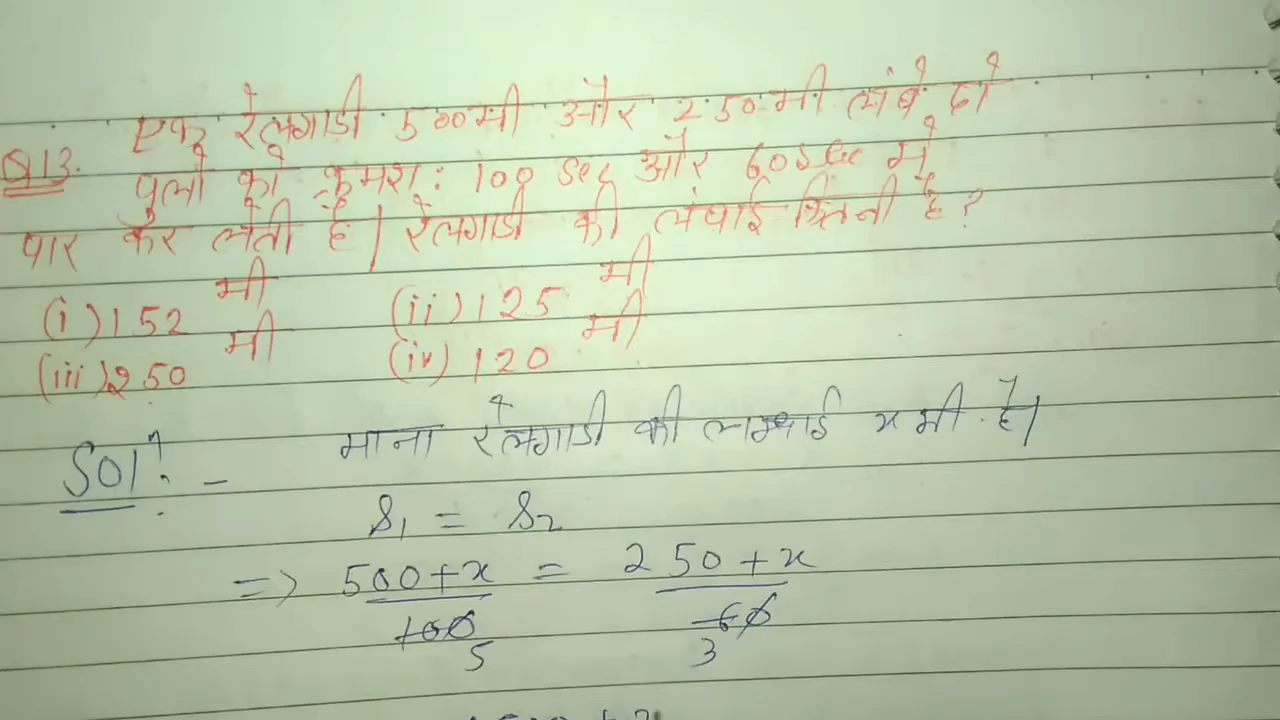 Q13. एक रेलगाडी 500मी और 250मी लंबे दो
पुलो को क्रमश: 100 Sec और 60 Sec में
पार कर लेती है। रेलगाडी की लंबाई कितनी है?
(i) 152 मी (ii) 125 मी
(iii) 250 मी (iv) 120 मी
Solⁿ:- माना रेलगाडी की लम्बाई x मी है।
S₁ = S₂
=> 500+x = 250+x
100 60
5 3